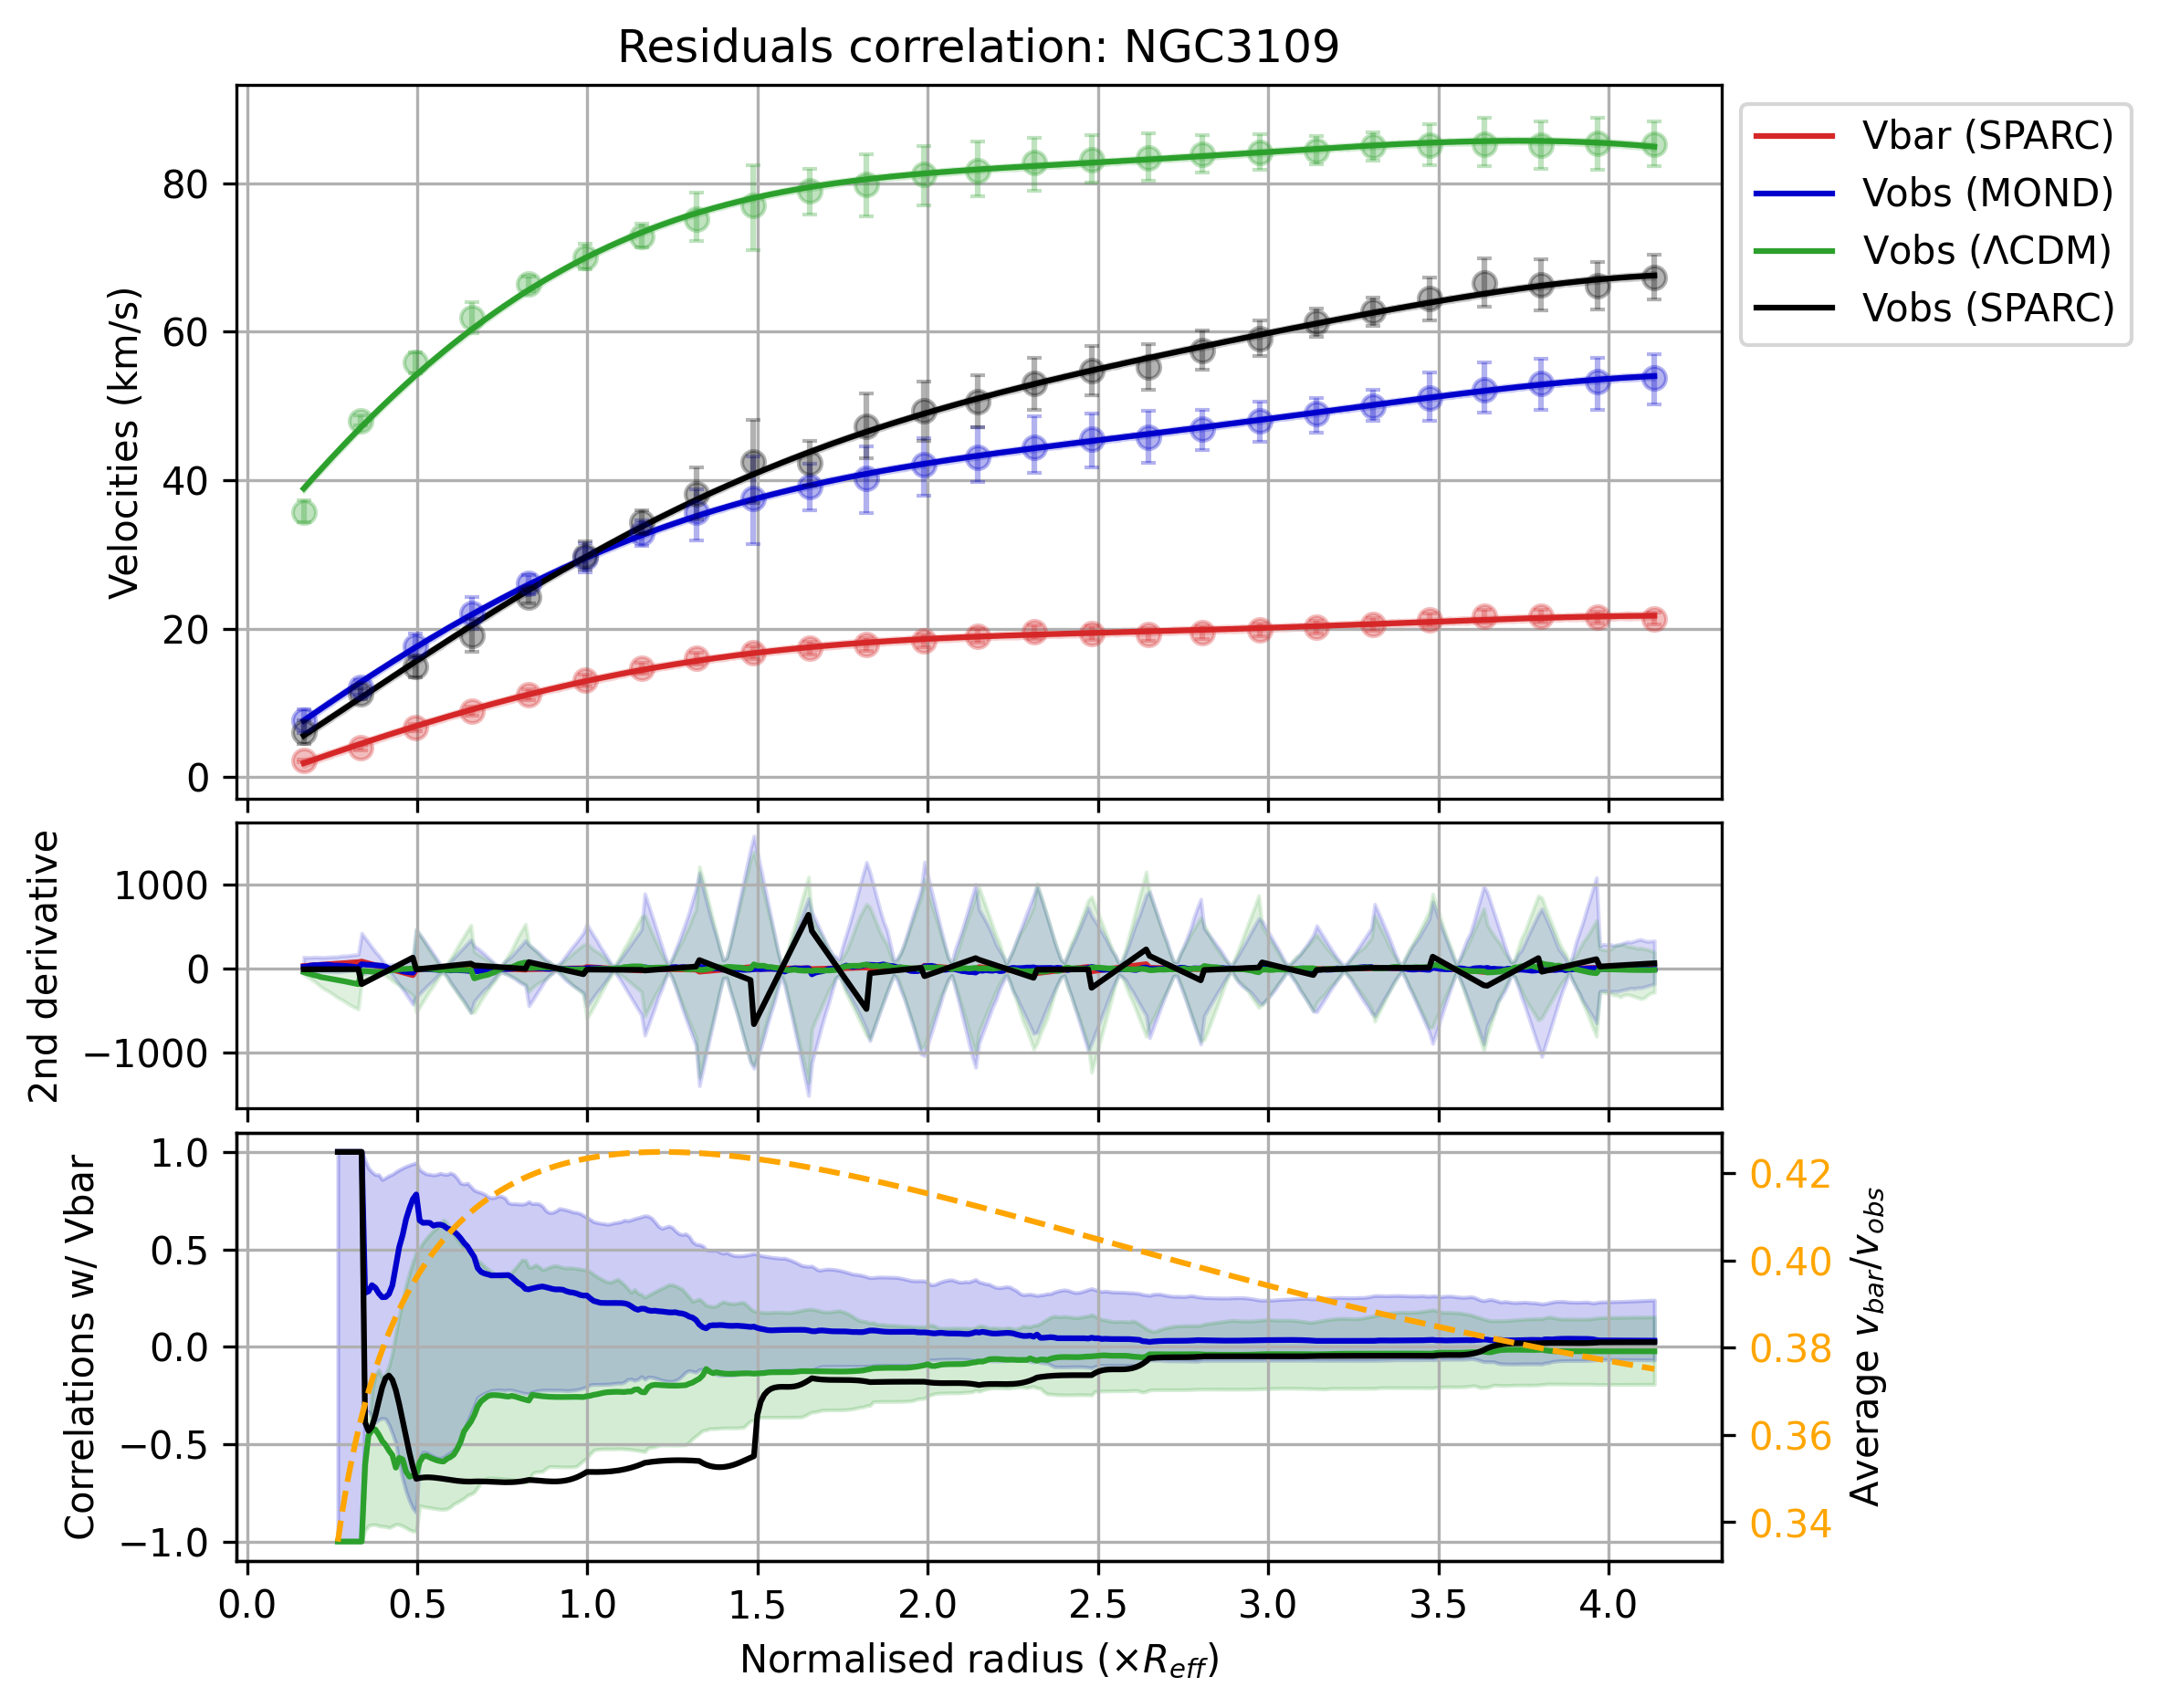 Residuals correlation: NGC3109
Vbar (SPARC)
Vobs (MOND)
Vobs (ΛCDM)
Vobs (SPARC)
Velocities (km/s)
80
60
40
20
0
2nd derivative
1000
0
−1000
Correlations w/ Vbar
1.0
0.5
0.0
−0.5
−1.0
0.42
0.40
0.38
0.36
0.34
Average v_bar/v_obs
0.0 0.5 1.0 1.5 2.0 2.5 3.0 3.5 4.0
Normalised radius (×R_eff)